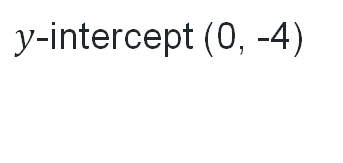 y-intercept (0, -4)